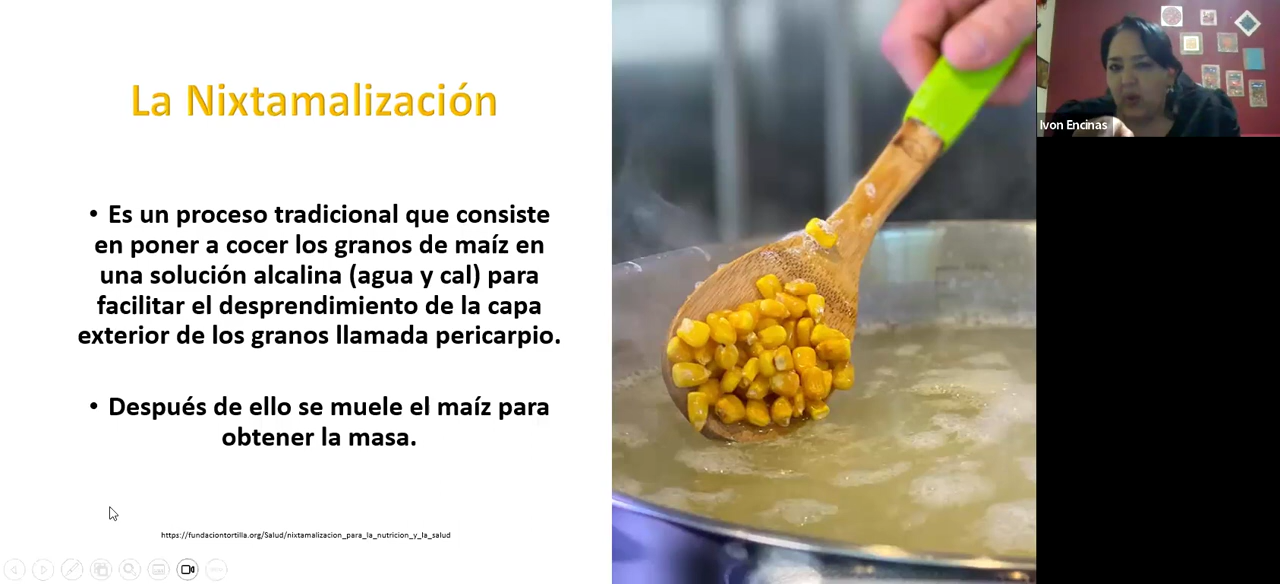 La Nixtamalización
• Es un proceso tradicional que consiste
en poner a cocer los granos de maíz en
una solución alcalina (agua y cal) para
facilitar el desprendimiento de la capa
exterior de los granos llamada pericarpio.
• Después de ello se muele el maíz para
obtener la masa.
https://fundaciontortilla.org/Salud/nixtamalizacion_para_la_nutricion_y_la_salud
Ivon Encinas